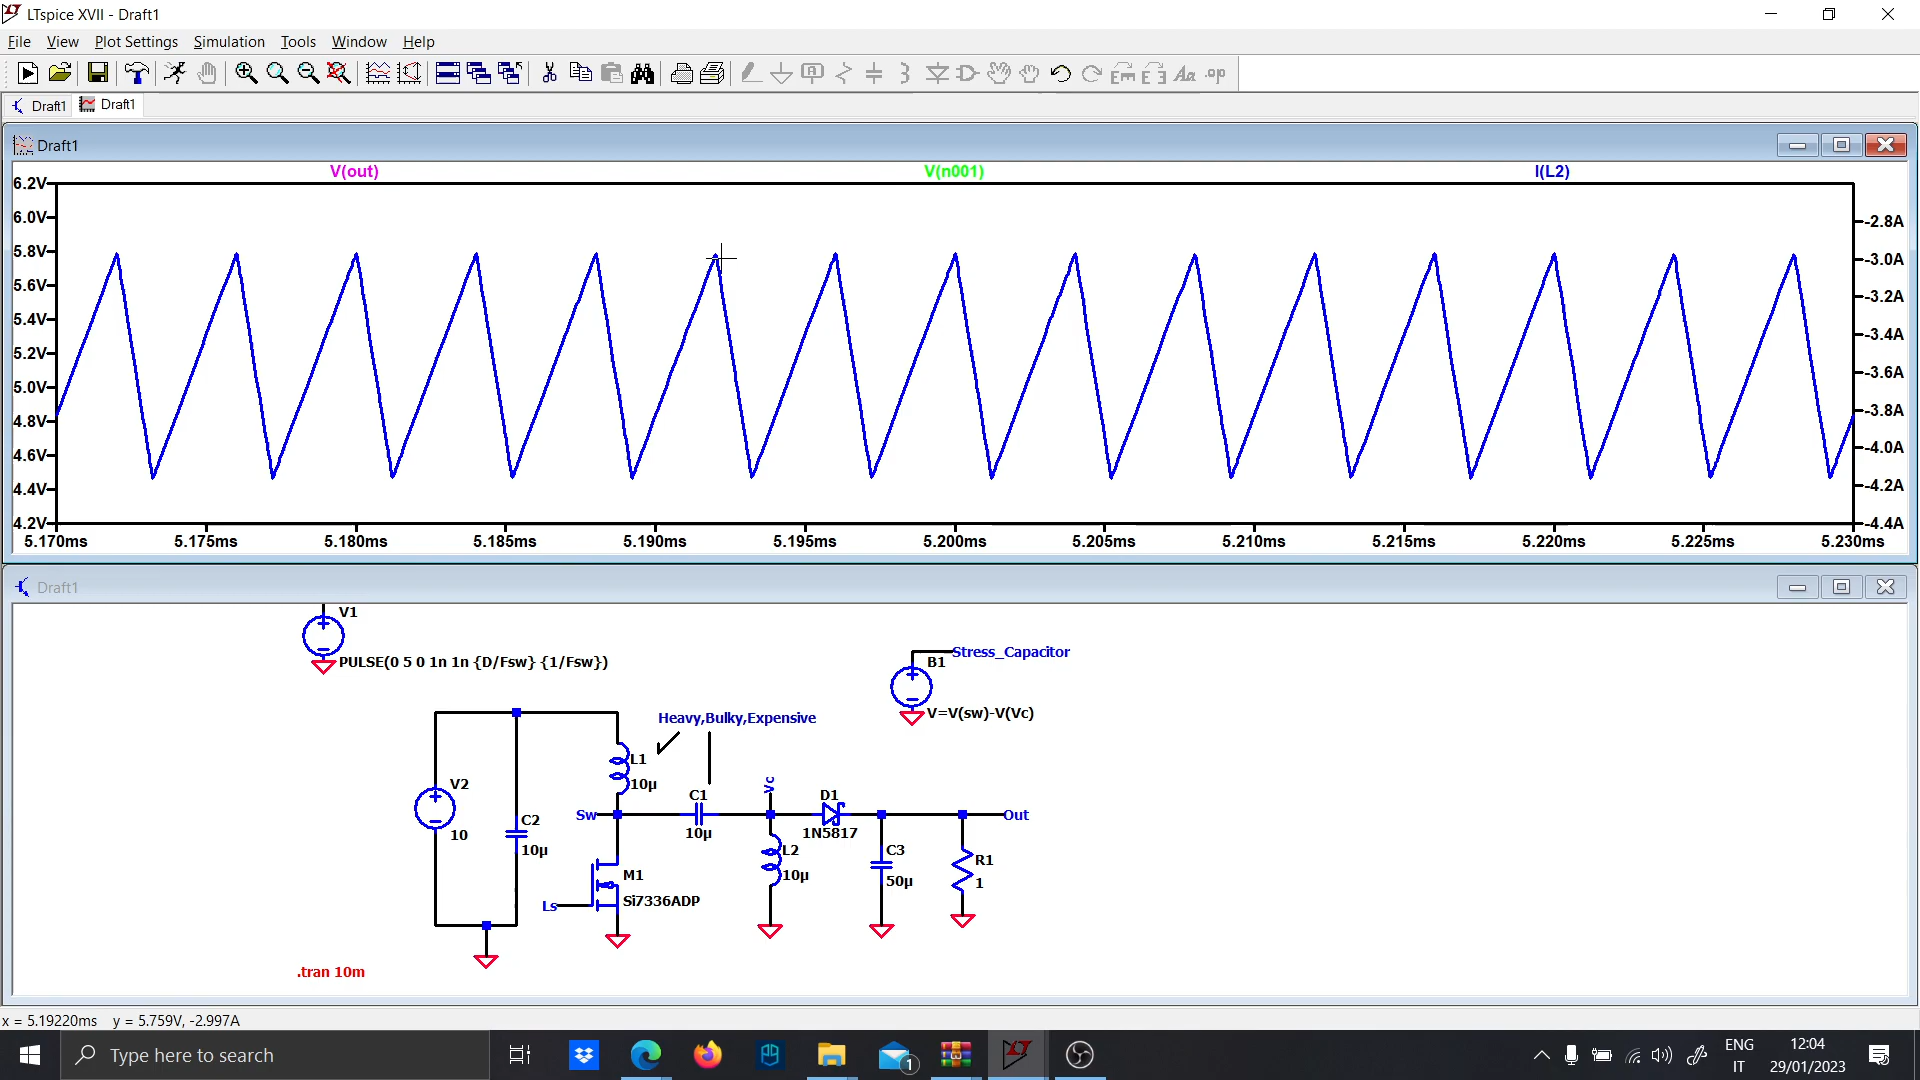 LTspice XVII - Draft1
File View Plot Settings Simulation Tools Window Help
Draft1 Draft1
Draft1
V(out) V(n001) I(L2)
6.2V
6.0V
5.8V
5.6V
5.4V
5.2V
5.0V
4.8V
4.6V
4.4V
4.2V
-2.8A
-3.0A
-3.2A
-3.4A
-3.6A
-3.8A
-4.0A
-4.2A
-4.4A
5.170ms 5.175ms 5.180ms 5.185ms 5.190ms 5.195ms 5.200ms 5.205ms 5.210ms 5.215ms 5.220ms 5.225ms 5.230ms
Draft1
V1
PULSE(0 5 0 1n 1n {D/Fsw} {1/Fsw})
Stress_Capacitor
B1
V=V(sw)-V(Vc)
Heavy,Bulky,Expensive
L1
10µ
V2
10
C2
10µ
Sw
C1
10µ
Vc
D1
1N5817
Out
L2
10µ
C3
50µ
R1
1
M1
Si7336ADP
Ls
.tran 10m
x = 5.19220ms y = 5.759V, -2.997A
Type here to search
1
ENG
IT
12:04
29/01/2023